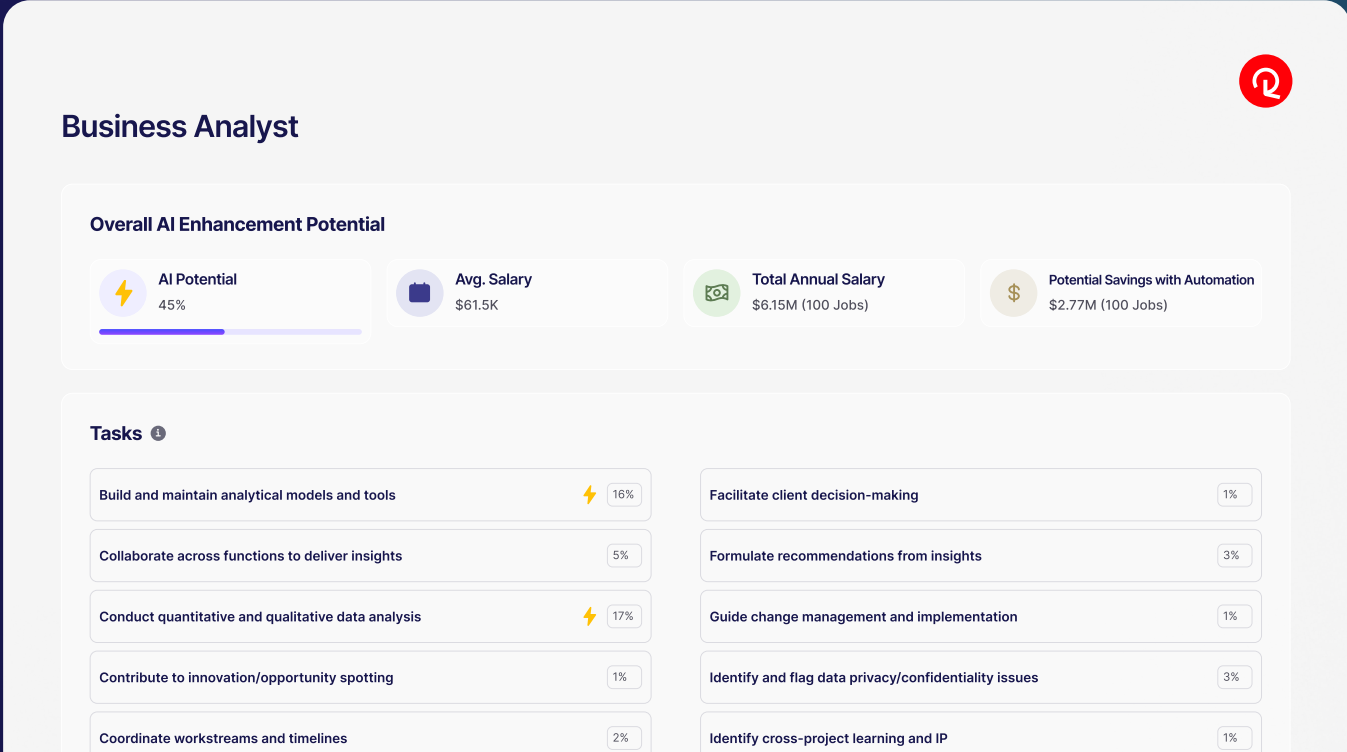 Business Analyst
Overall AI Enhancement Potential
AI Potential
45%
Avg. Salary
$61.5K
Total Annual Salary
$6.15M (100 Jobs)
Potential Savings with Automation
$2.77M (100 Jobs)
Tasks
Build and maintain analytical models and tools 16%
Collaborate across functions to deliver insights 5%
Conduct quantitative and qualitative data analysis 17%
Contribute to innovation/opportunity spotting 1%
Coordinate workstreams and timelines 2%
Facilitate client decision-making 1%
Formulate recommendations from insights 3%
Guide change management and implementation 1%
Identify and flag data privacy/confidentiality issues 3%
Identify cross-project learning and IP 1%